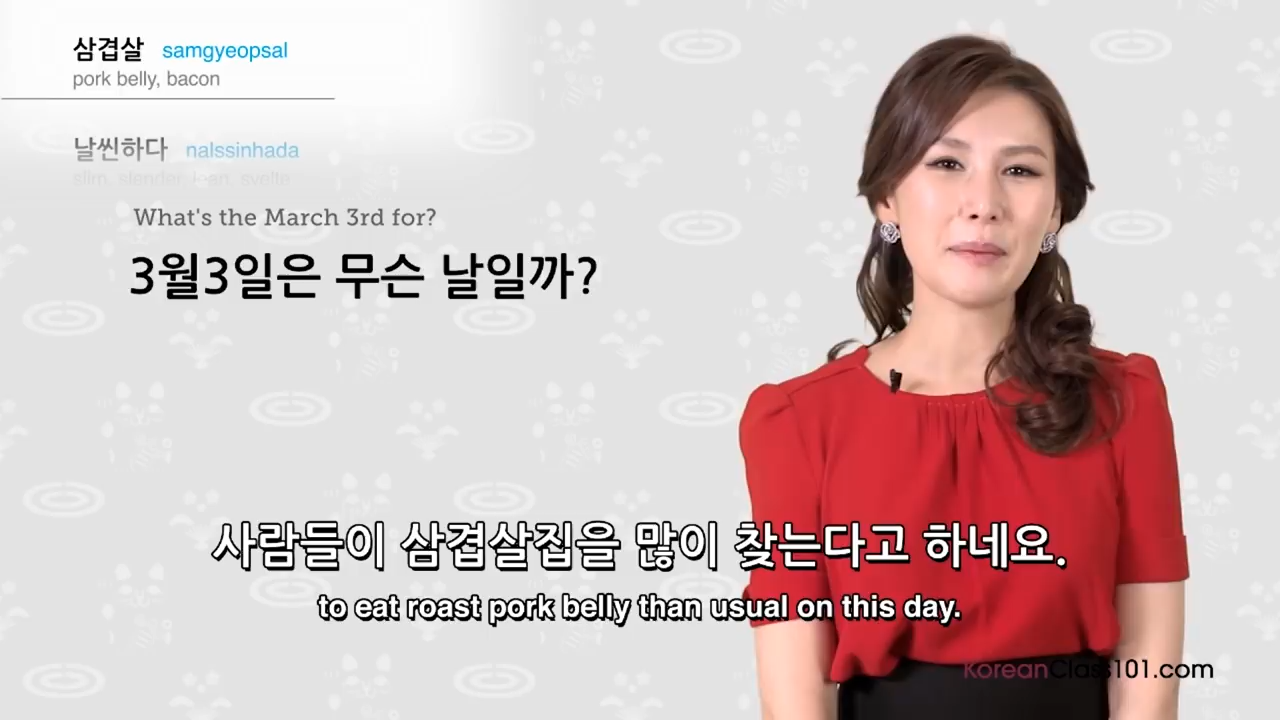 삼겹살 samgyeopsal
pork belly, bacon
날씬하다 nalssinhada
slim, slender, svelte
What's the March 3rd for?
3월3일은 무슨 날일까?
사람들이 삼겹살집을 많이 찾는다고 하네요.
to eat roast pork belly than usual on this day.
KoreanClass101.com